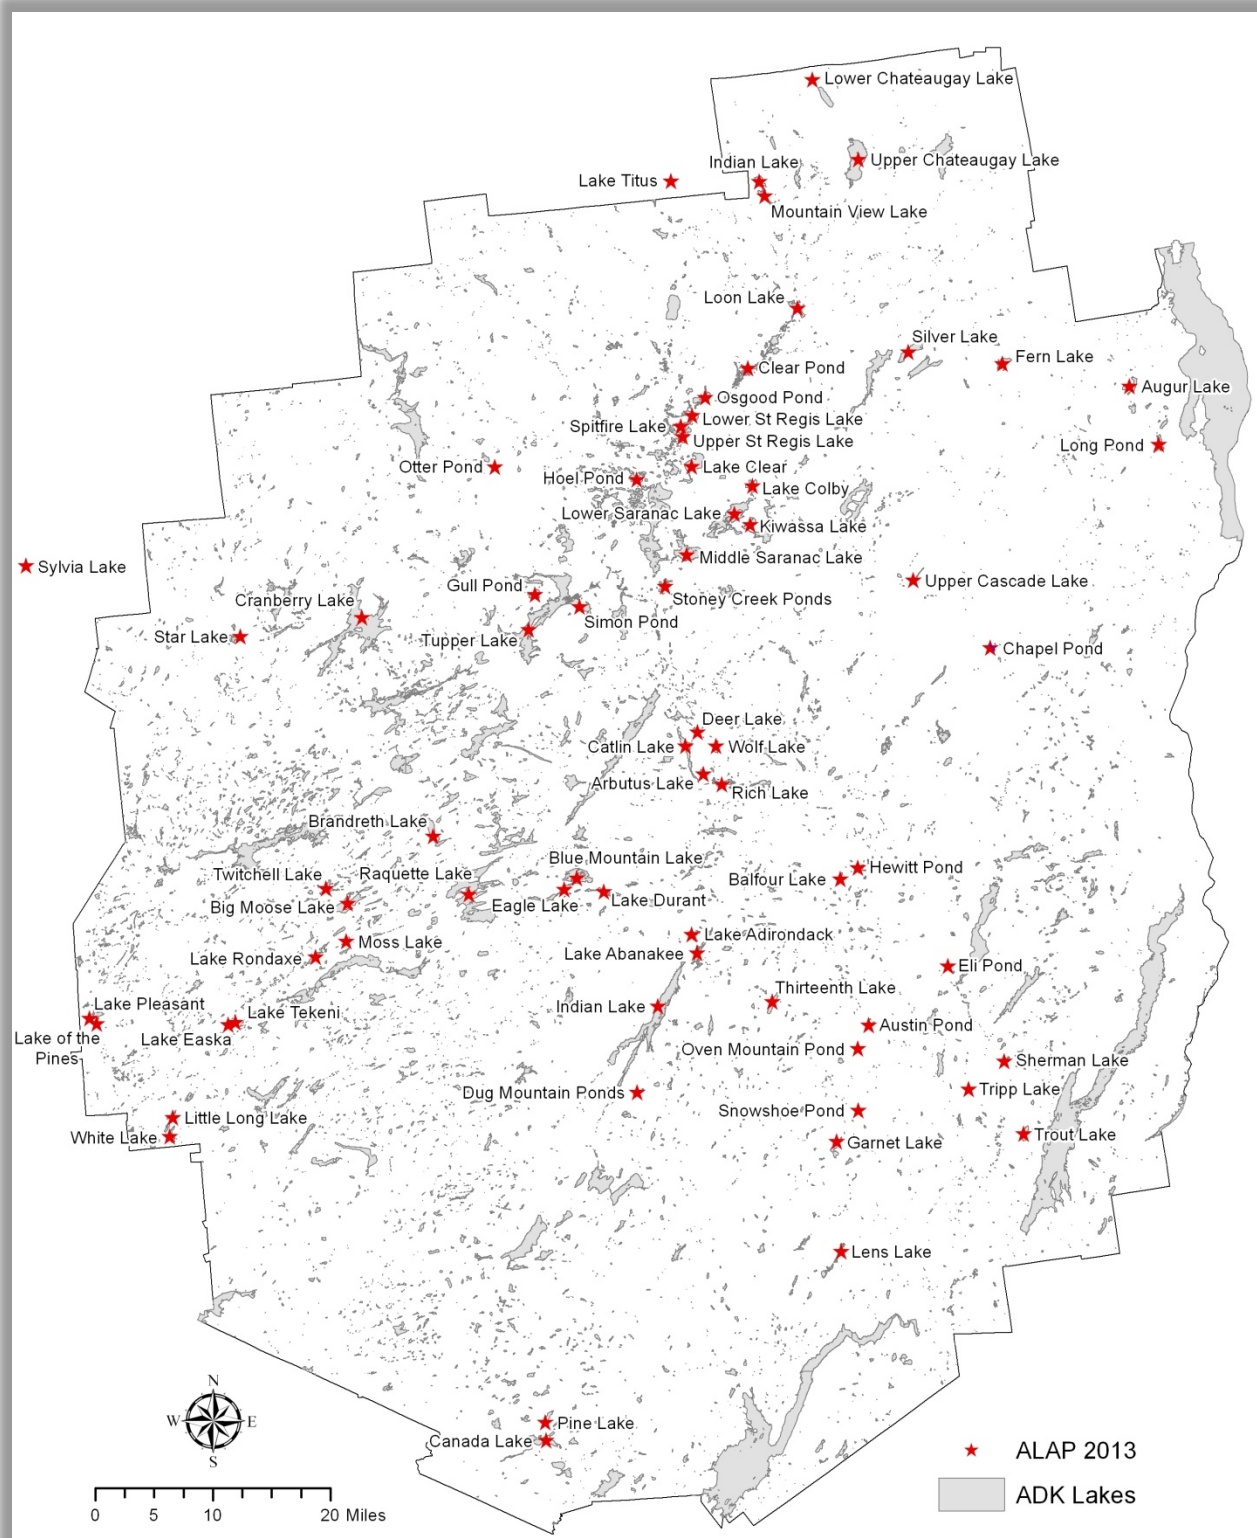 Lower Chateaugay Lake
Upper Chateaugay Lake
Indian Lake
Lake Titus
Mountain View Lake
Loon Lake
Silver Lake
Fern Lake
Clear Pond
Augur Lake
Osgood Pond
Lower St Regis Lake
Spitfire Lake
Upper St Regis Lake
Long Pond
Otter Pond
Lake Clear
Hoel Pond
Lake Colby
Lower Saranac Lake
Kiwassa Lake
Middle Saranac Lake
Sylvia Lake
Upper Cascade Lake
Gull Pond
Stoney Creek Ponds
Cranberry Lake
Simon Pond
Star Lake
Tupper Lake
Chapel Pond
Deer Lake
Catlin Lake
Wolf Lake
Arbutus Lake
Rich Lake
Brandreth Lake
Blue Mountain Lake
Hewitt Pond
Twitchell Lake
Raquette Lake
Balfour Lake
Big Moose Lake
Eagle Lake
Lake Durant
Lake Adirondack
Moss Lake
Lake Rondaxe
Lake Abanakee
Eli Pond
Thirteenth Lake
Lake Pleasant
Indian Lake
Lake Tekeni
Austin Pond
Lake of the
Pines
Lake Easka
Oven Mountain Pond
Sherman Lake
Dug Mountain Ponds
Tripp Lake
Snowshoe Pond
Little Long Lake
White Lake
Trout Lake
Garnet Lake
Lens Lake
N
W
E
S
Pine Lake
Canada Lake
ALAP 2013
ADK Lakes
0 5 10 20 Miles